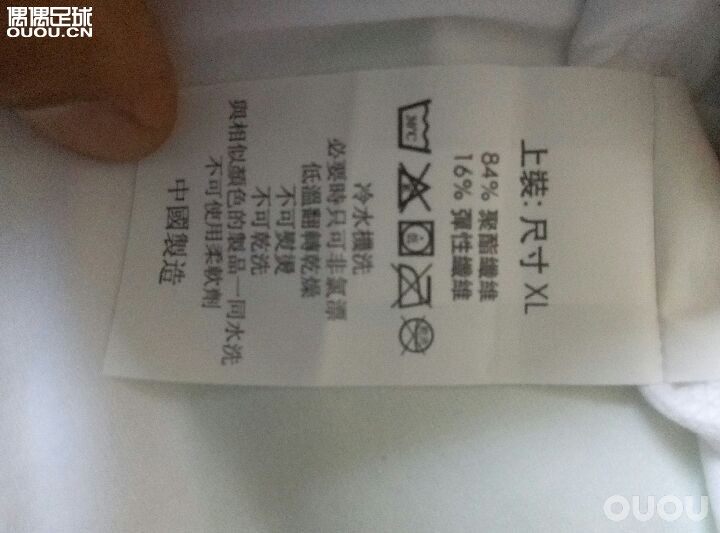 偶偶足球
OUOU.CN
上裝: 尺寸 XL
84% 聚酯纖維
16% 彈性纖維
30°C
冷水機洗
必要時只可非氯漂
低溫翻轉乾燥
不可熨燙
不可乾洗
與相似顏色的製品一同水洗
不可使用柔軟劑
中國製造
OUOU